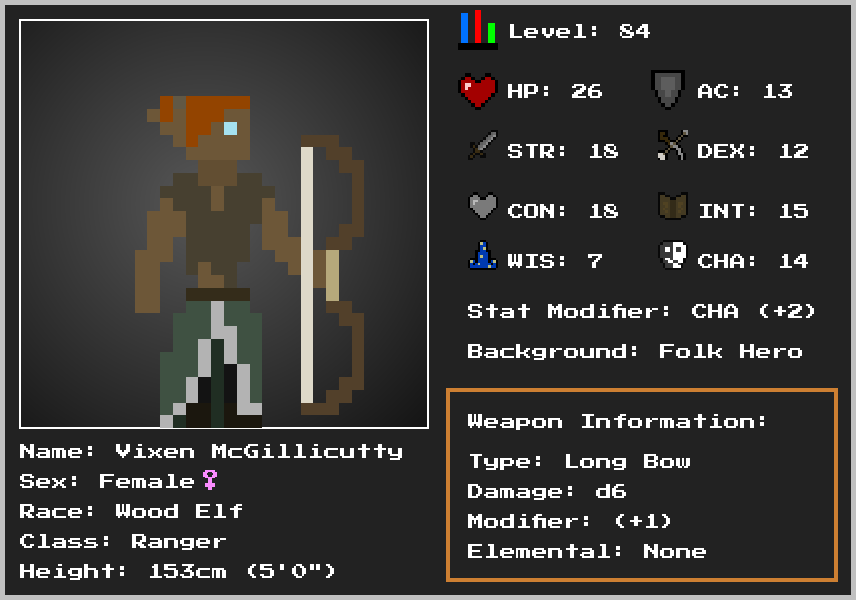 Level: 84
HP: 26 AC: 13
STR: 18 DEX: 12
CON: 18 INT: 15
WIS: 7 CHA: 14
Stat Modifier: CHA (+2)
Background: Folk Hero
Weapon Information:
Type: Long Bow
Damage: d6
Modifier: (+1)
Elemental: None
Name: Vixen McGillicutty
Sex: Female♀
Race: Wood Elf
Class: Ranger
Height: 153cm (5'0")